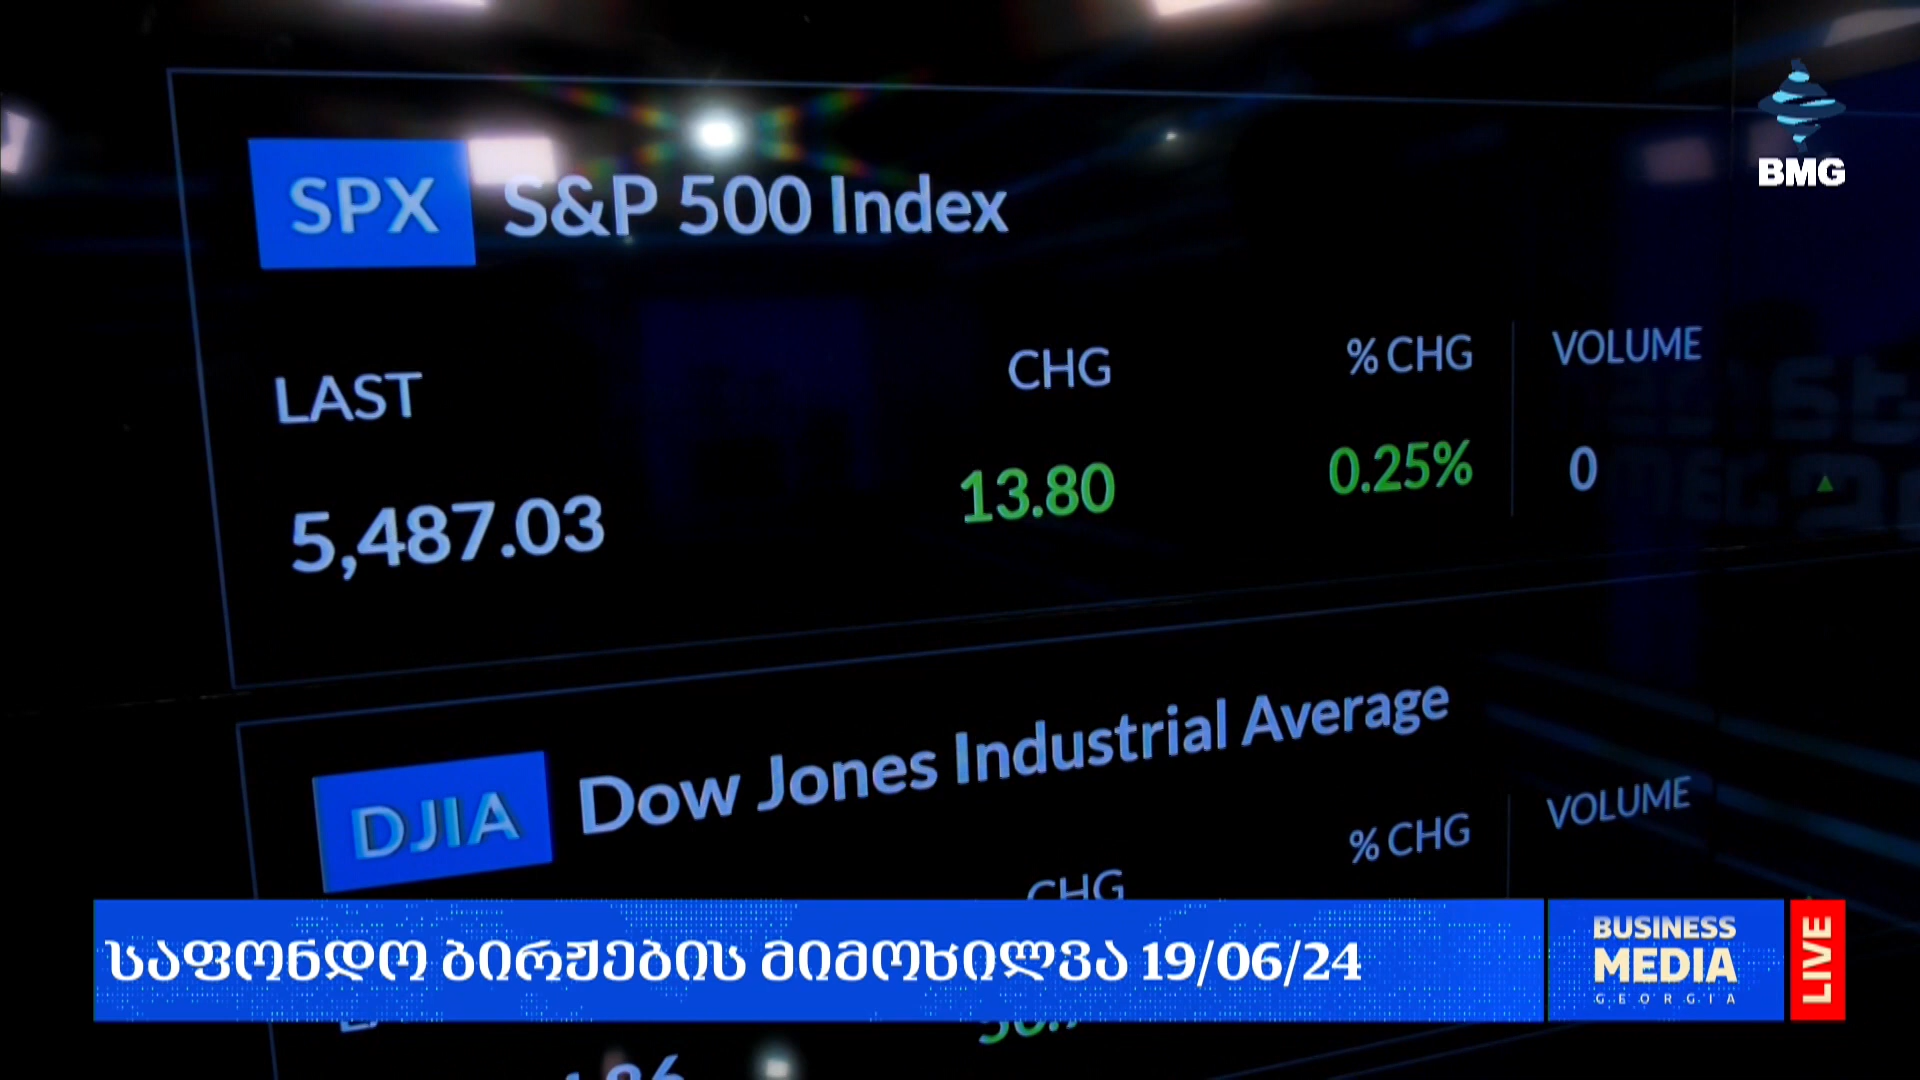 BMG
SPX S&P 500 Index
LAST CHG % CHG VOLUME
5,487.03 13.80 0.25% 0
DJIA Dow Jones Industrial Average
CHG % CHG VOLUME
საფონდო ბირჟების მიმოხილვა 19/06/24
BUSINESS
MEDIA
GEORGIA
LIVE